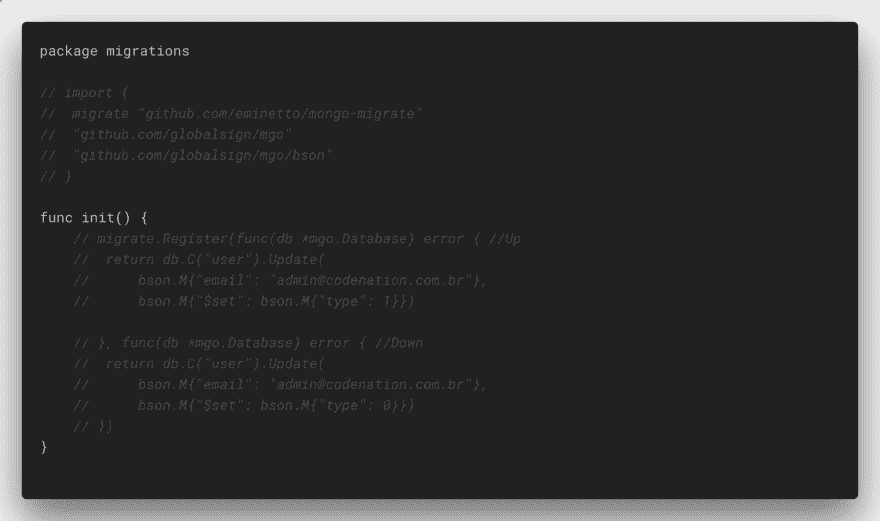 package migrations
// import (
//  migrate "github.com/eminetto/mongo-migrate"
//  "github.com/globalsign/mgo"
//  "github.com/globalsign/mgo/bson"
// )
func init() {
    // migrate.Register(func(db *mgo.Database) error { //Up
    //  return db.C("user").Update(
    //      bson.M{"email": "admin@codenation.com.br"},
    //      bson.M{"$set": bson.M{"type": 1}})
    // }, func(db *mgo.Database) error { //Down
    //  return db.C("user").Update(
    //      bson.M{"email": "admin@codenation.com.br"},
    //      bson.M{"$set": bson.M{"type": 0}})
    // })
}